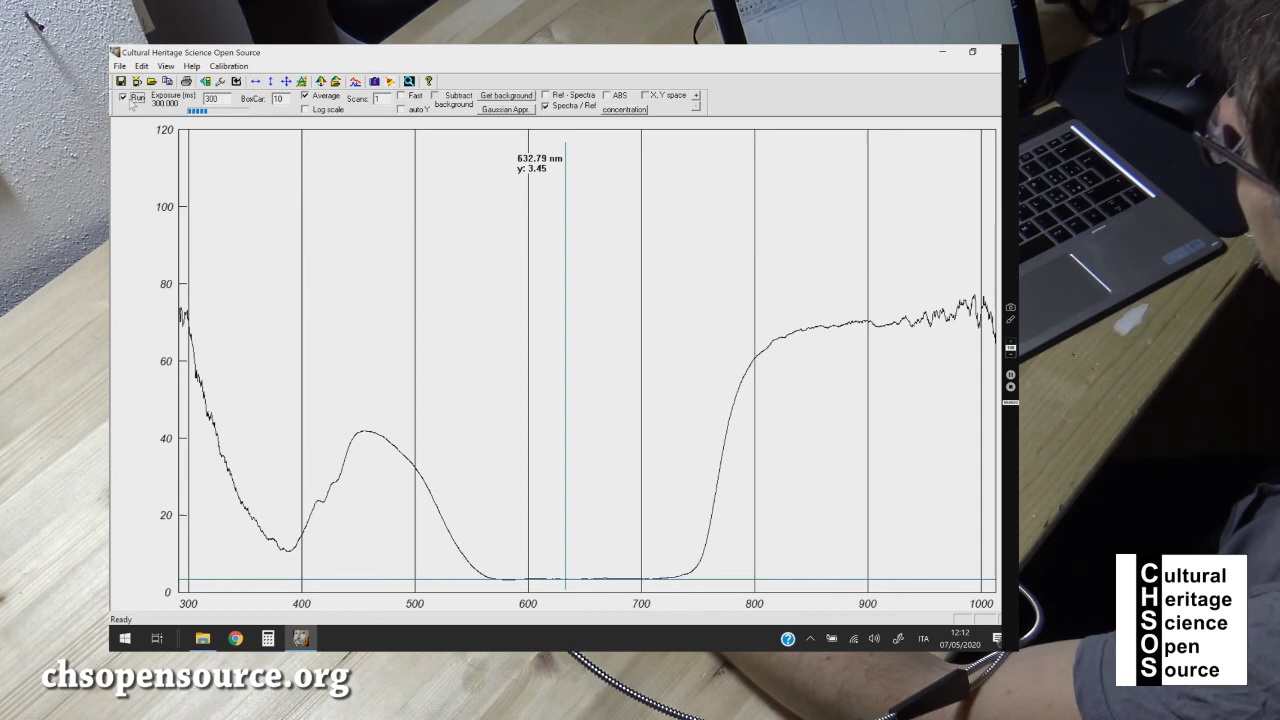 Cultural Heritage Science Open Source
File Edit View Help Calibration
Run Exposure (ms): 300.000 300 BoxCar: 10 Average Log scale Scans: 1 Fast auto Y Subtract background Get background Gaussian Appr. Ref - Spectra Spectra / Ref ABS concentration X, Y space + -
120
632.79 nm
y: 3.45
100
80
60
40
20
0
300 400 500 600 700 800 900 1000
Ready
ITA 12:12
07/05/2020
chsopensource.org
Cultural
Heritage
Science
Open
Source